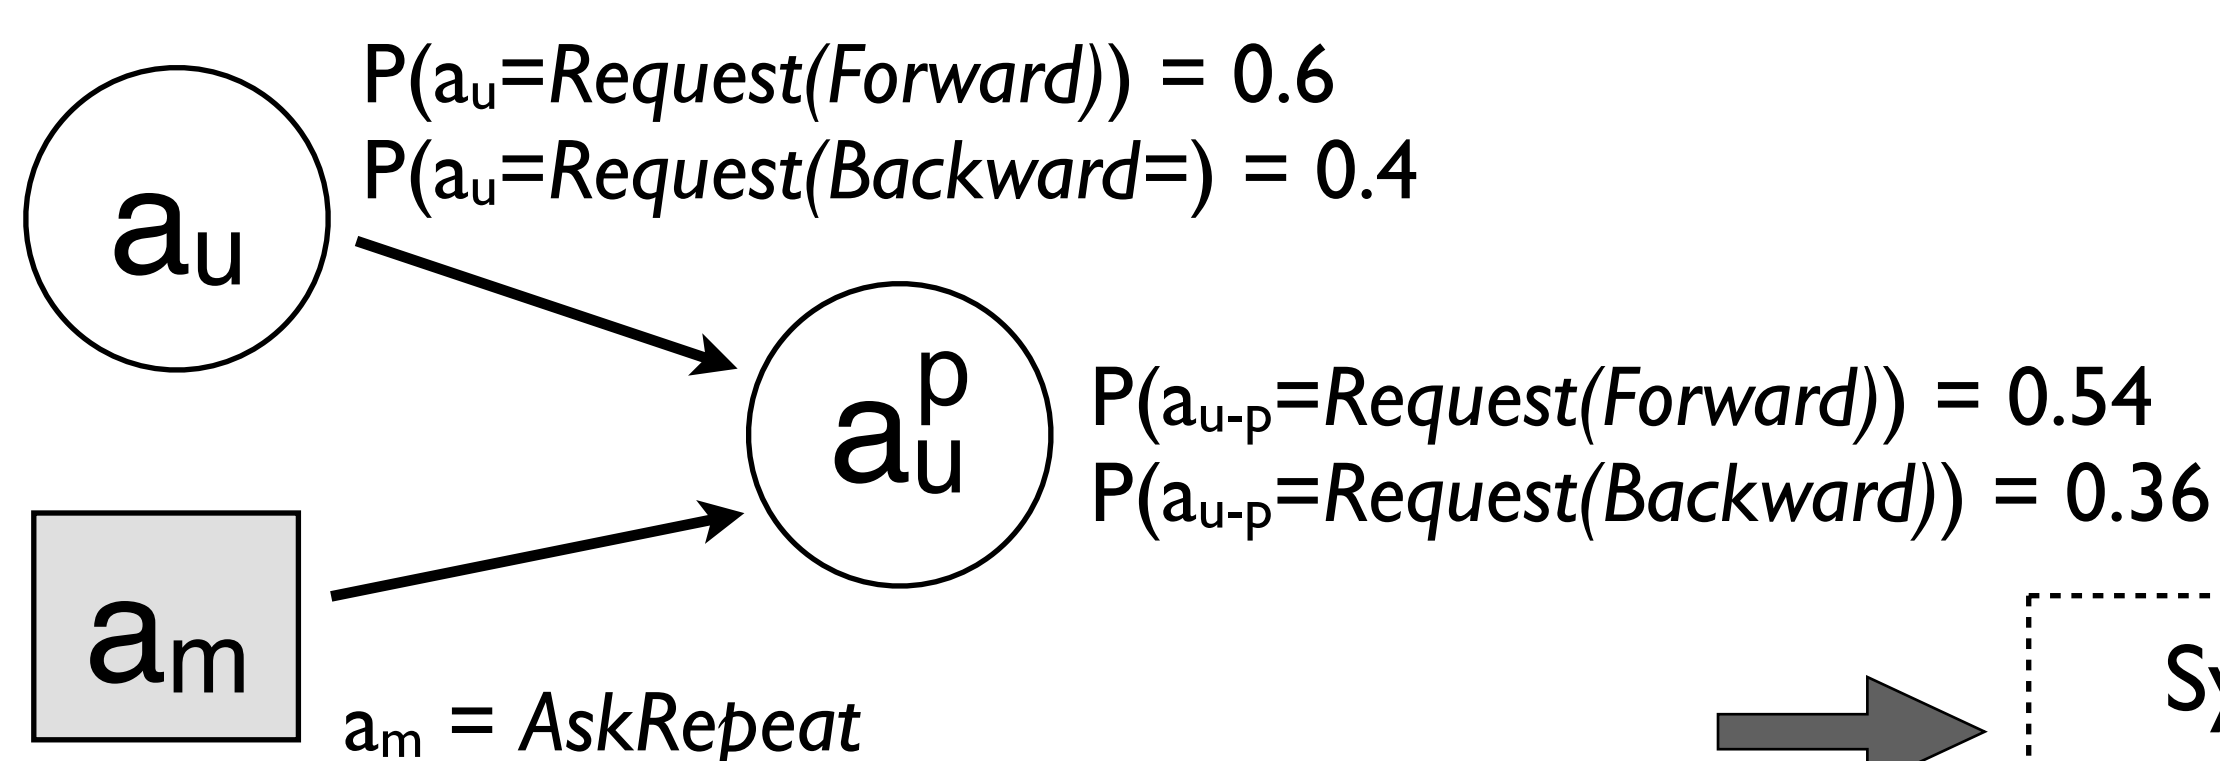 P(au=Request(Forward)) = 0.6
P(au=Request(Backward=) = 0.4
au
apu
P(au-p=Request(Forward)) = 0.54
P(au-p=Request(Backward)) = 0.36
am
am = AskRepeat